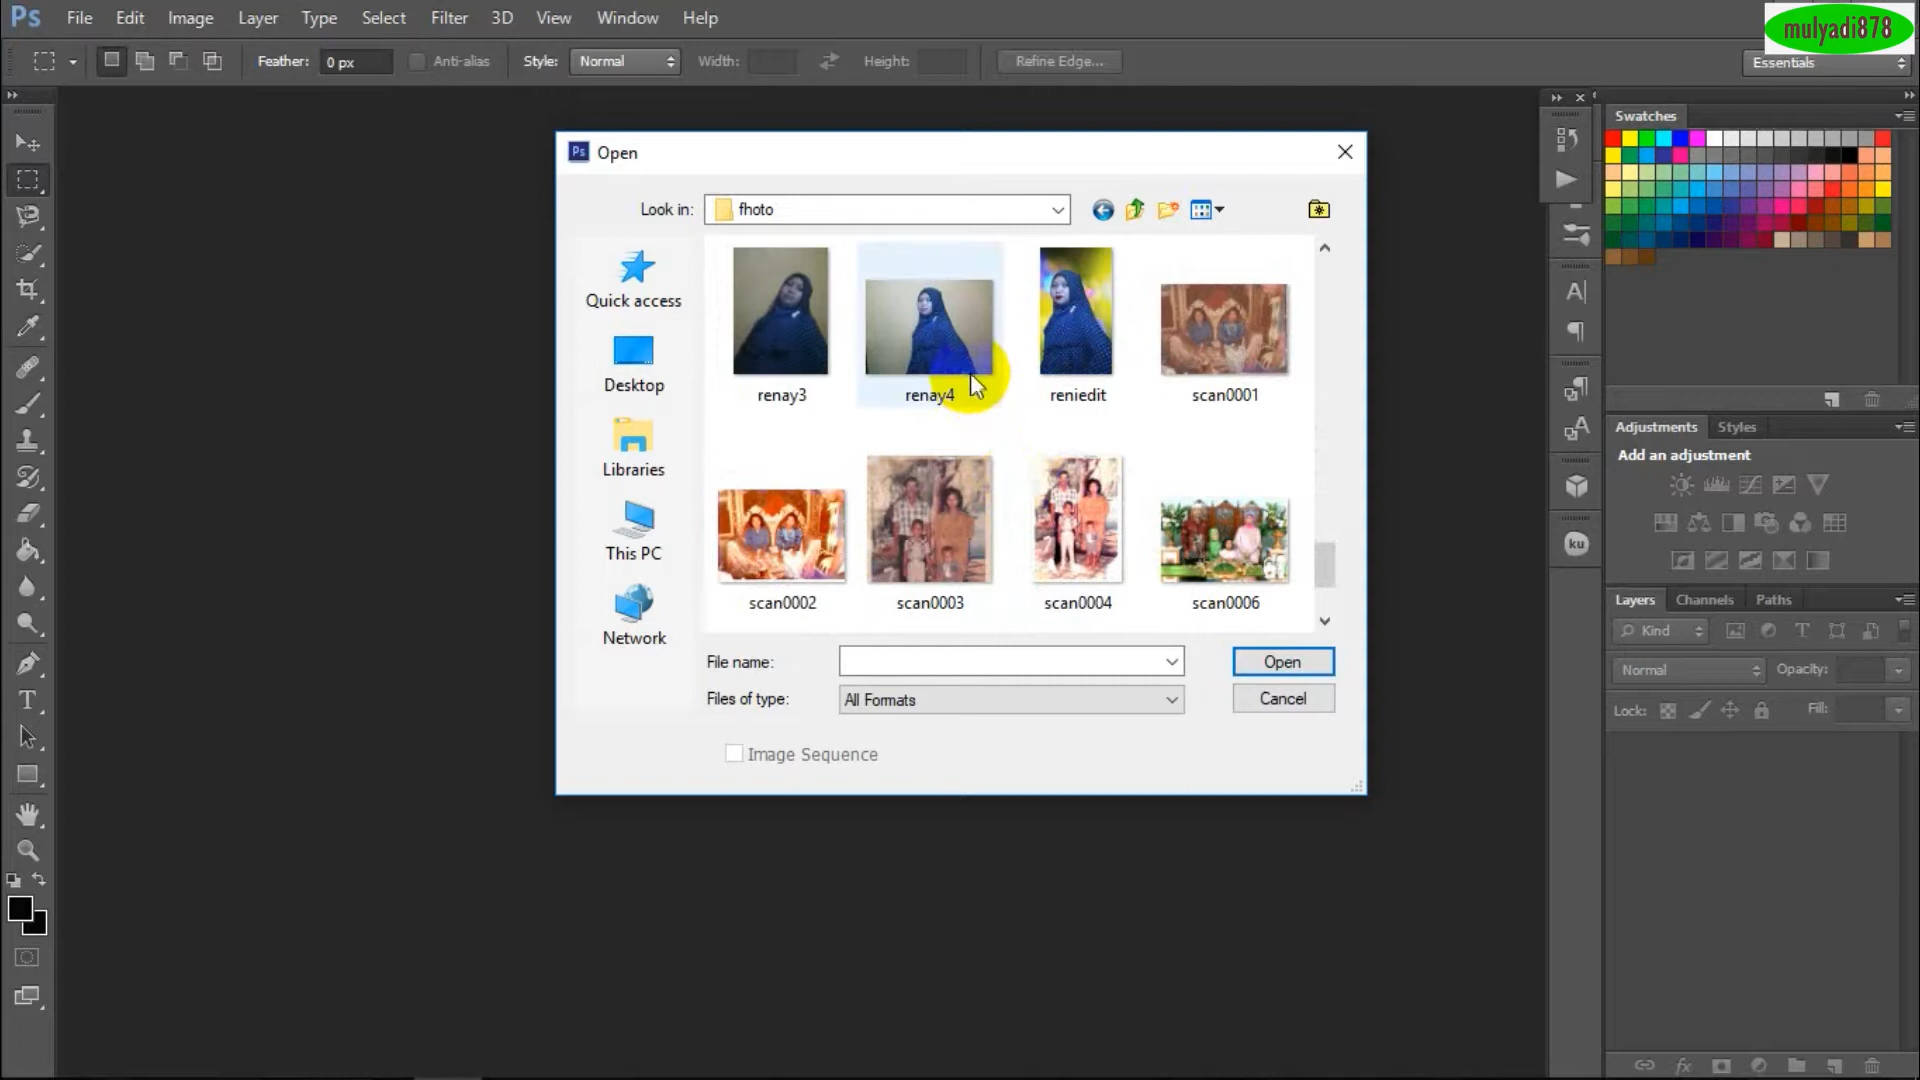 Ps File Edit Image Layer Type Select Filter 3D View Window Help
mulyadi878
Feather: 0 px Anti-alias Style: Normal Width: Height: Refine Edge... Essentials
Swatches
Ps Open
Look in: fhoto
Quick access
Desktop
Libraries
This PC
Network
renay3 renay4 reniedit scan0001
scan0002 scan0003 scan0004 scan0006
File name: Open
Files of type: All Formats Cancel
Image Sequence
Adjustments Styles
Add an adjustment
ku
Layers Channels Paths
Kind
Normal Opacity:
Lock: Fill:
fx